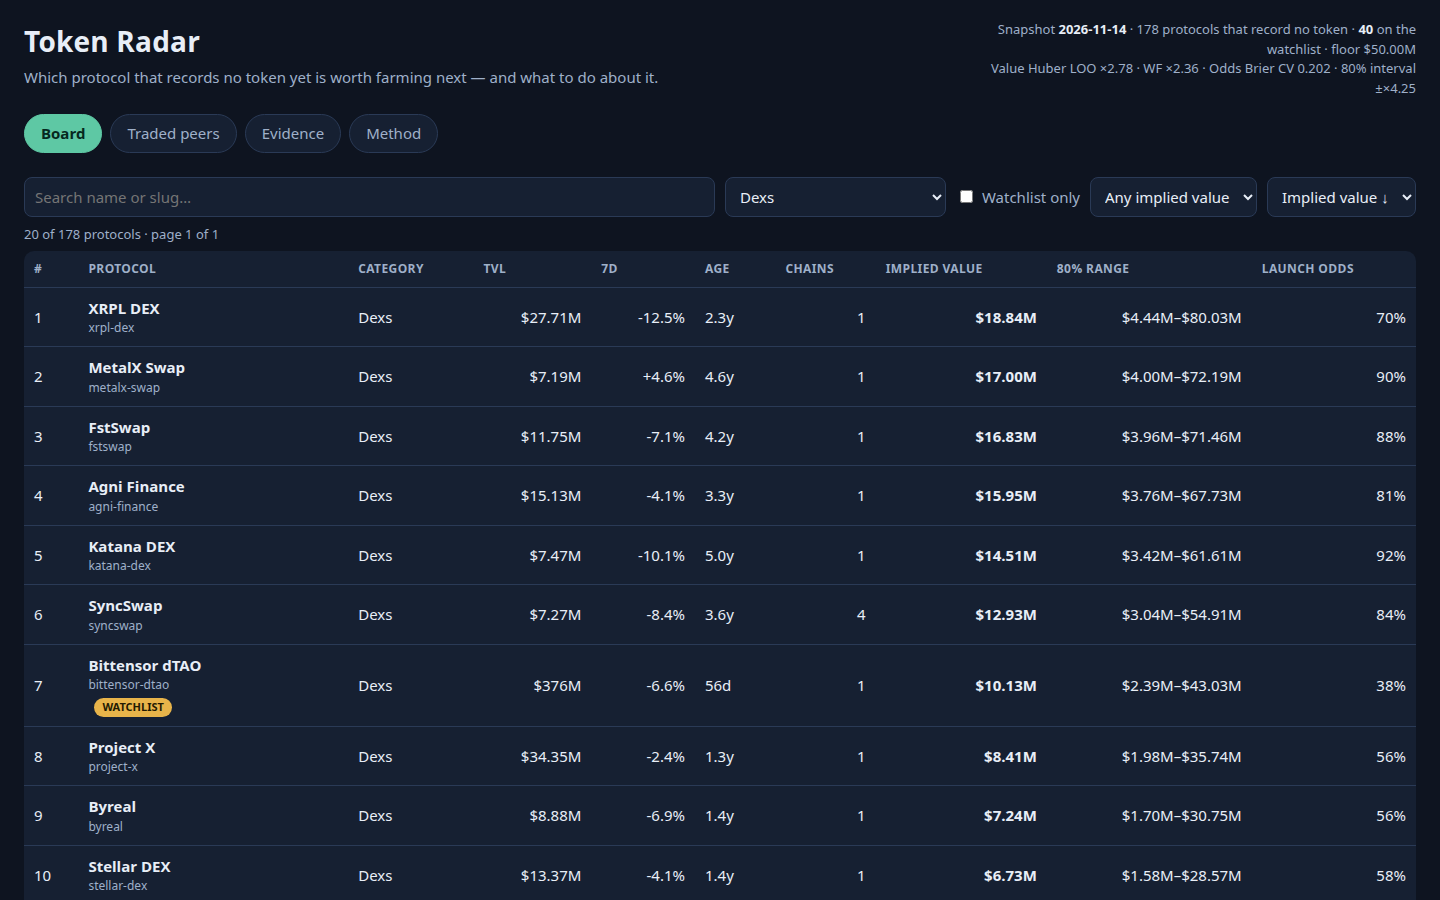 Token Radar
Which protocol that records no token yet is worth farming next — and what to do about it.
Snapshot 2026-11-14 · 178 protocols that record no token · 40 on the
watchlist · floor $50.00M
Value Huber LOO ×2.78 · WF ×2.36 · Odds Brier CV 0.202 · 80% interval
±×4.25
Board Traded peers Evidence Method
Search name or slug... Dexs Watchlist only Any implied value Implied value ↓
20 of 178 protocols · page 1 of 1
# PROTOCOL CATEGORY TVL 7D AGE CHAINS IMPLIED VALUE 80% RANGE LAUNCH ODDS
1 XRPL DEX Dexs $27.71M -12.5% 2.3y 1 $18.84M $4.44M–$80.03M 70%
xrpl-dex
2 MetalX Swap Dexs $7.19M +4.6% 4.6y 1 $17.00M $4.00M–$72.19M 90%
metalx-swap
3 FstSwap Dexs $11.75M -7.1% 4.2y 1 $16.83M $3.96M–$71.46M 88%
fstswap
4 Agni Finance Dexs $15.13M -4.1% 3.3y 1 $15.95M $3.76M–$67.73M 81%
agni-finance
5 Katana DEX Dexs $7.47M -10.1% 5.0y 1 $14.51M $3.42M–$61.61M 92%
katana-dex
6 SyncSwap Dexs $7.27M -8.4% 3.6y 4 $12.93M $3.04M–$54.91M 84%
syncswap
7 Bittensor dTAO Dexs $376M -6.6% 56d 1 $10.13M $2.39M–$43.03M 38%
bittensor-dtao
WATCHLIST
8 Project X Dexs $34.35M -2.4% 1.3y 1 $8.41M $1.98M–$35.74M 56%
project-x
9 Byreal Dexs $8.88M -6.9% 1.4y 1 $7.24M $1.70M–$30.75M 56%
byreal
10 Stellar DEX Dexs $13.37M -4.1% 1.4y 1 $6.73M $1.58M–$28.57M 58%
stellar-dex